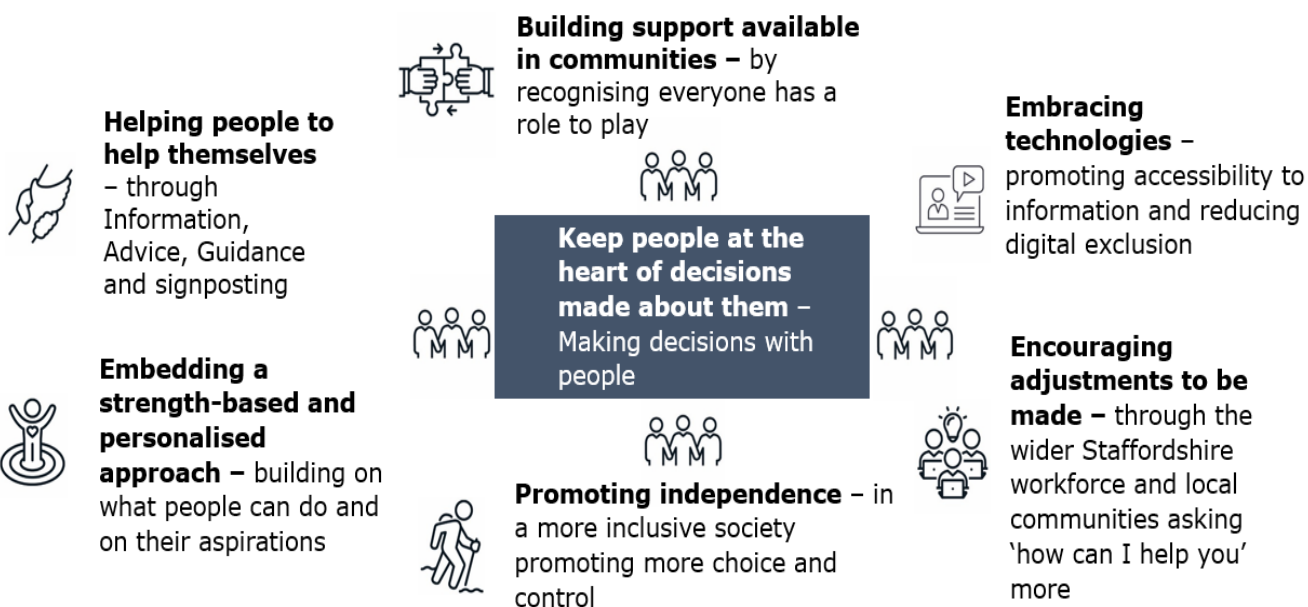 Building support available
in communities – by
recognising everyone has a
role to play
Helping people to
help themselves
– through
Information,
Advice, Guidance
and signposting
Embracing
technologies –
promoting accessibility to
information and reducing
digital exclusion
Keep people at the
heart of decisions
made about them –
Making decisions with
people
Embedding a
strength-based and
personalised
approach – building on
what people can do and
on their aspirations
Encouraging
adjustments to be
made – through the
wider Staffordshire
workforce and local
communities asking
‘how can I help you’
more
Promoting independence – in
a more inclusive society
promoting more choice and
control